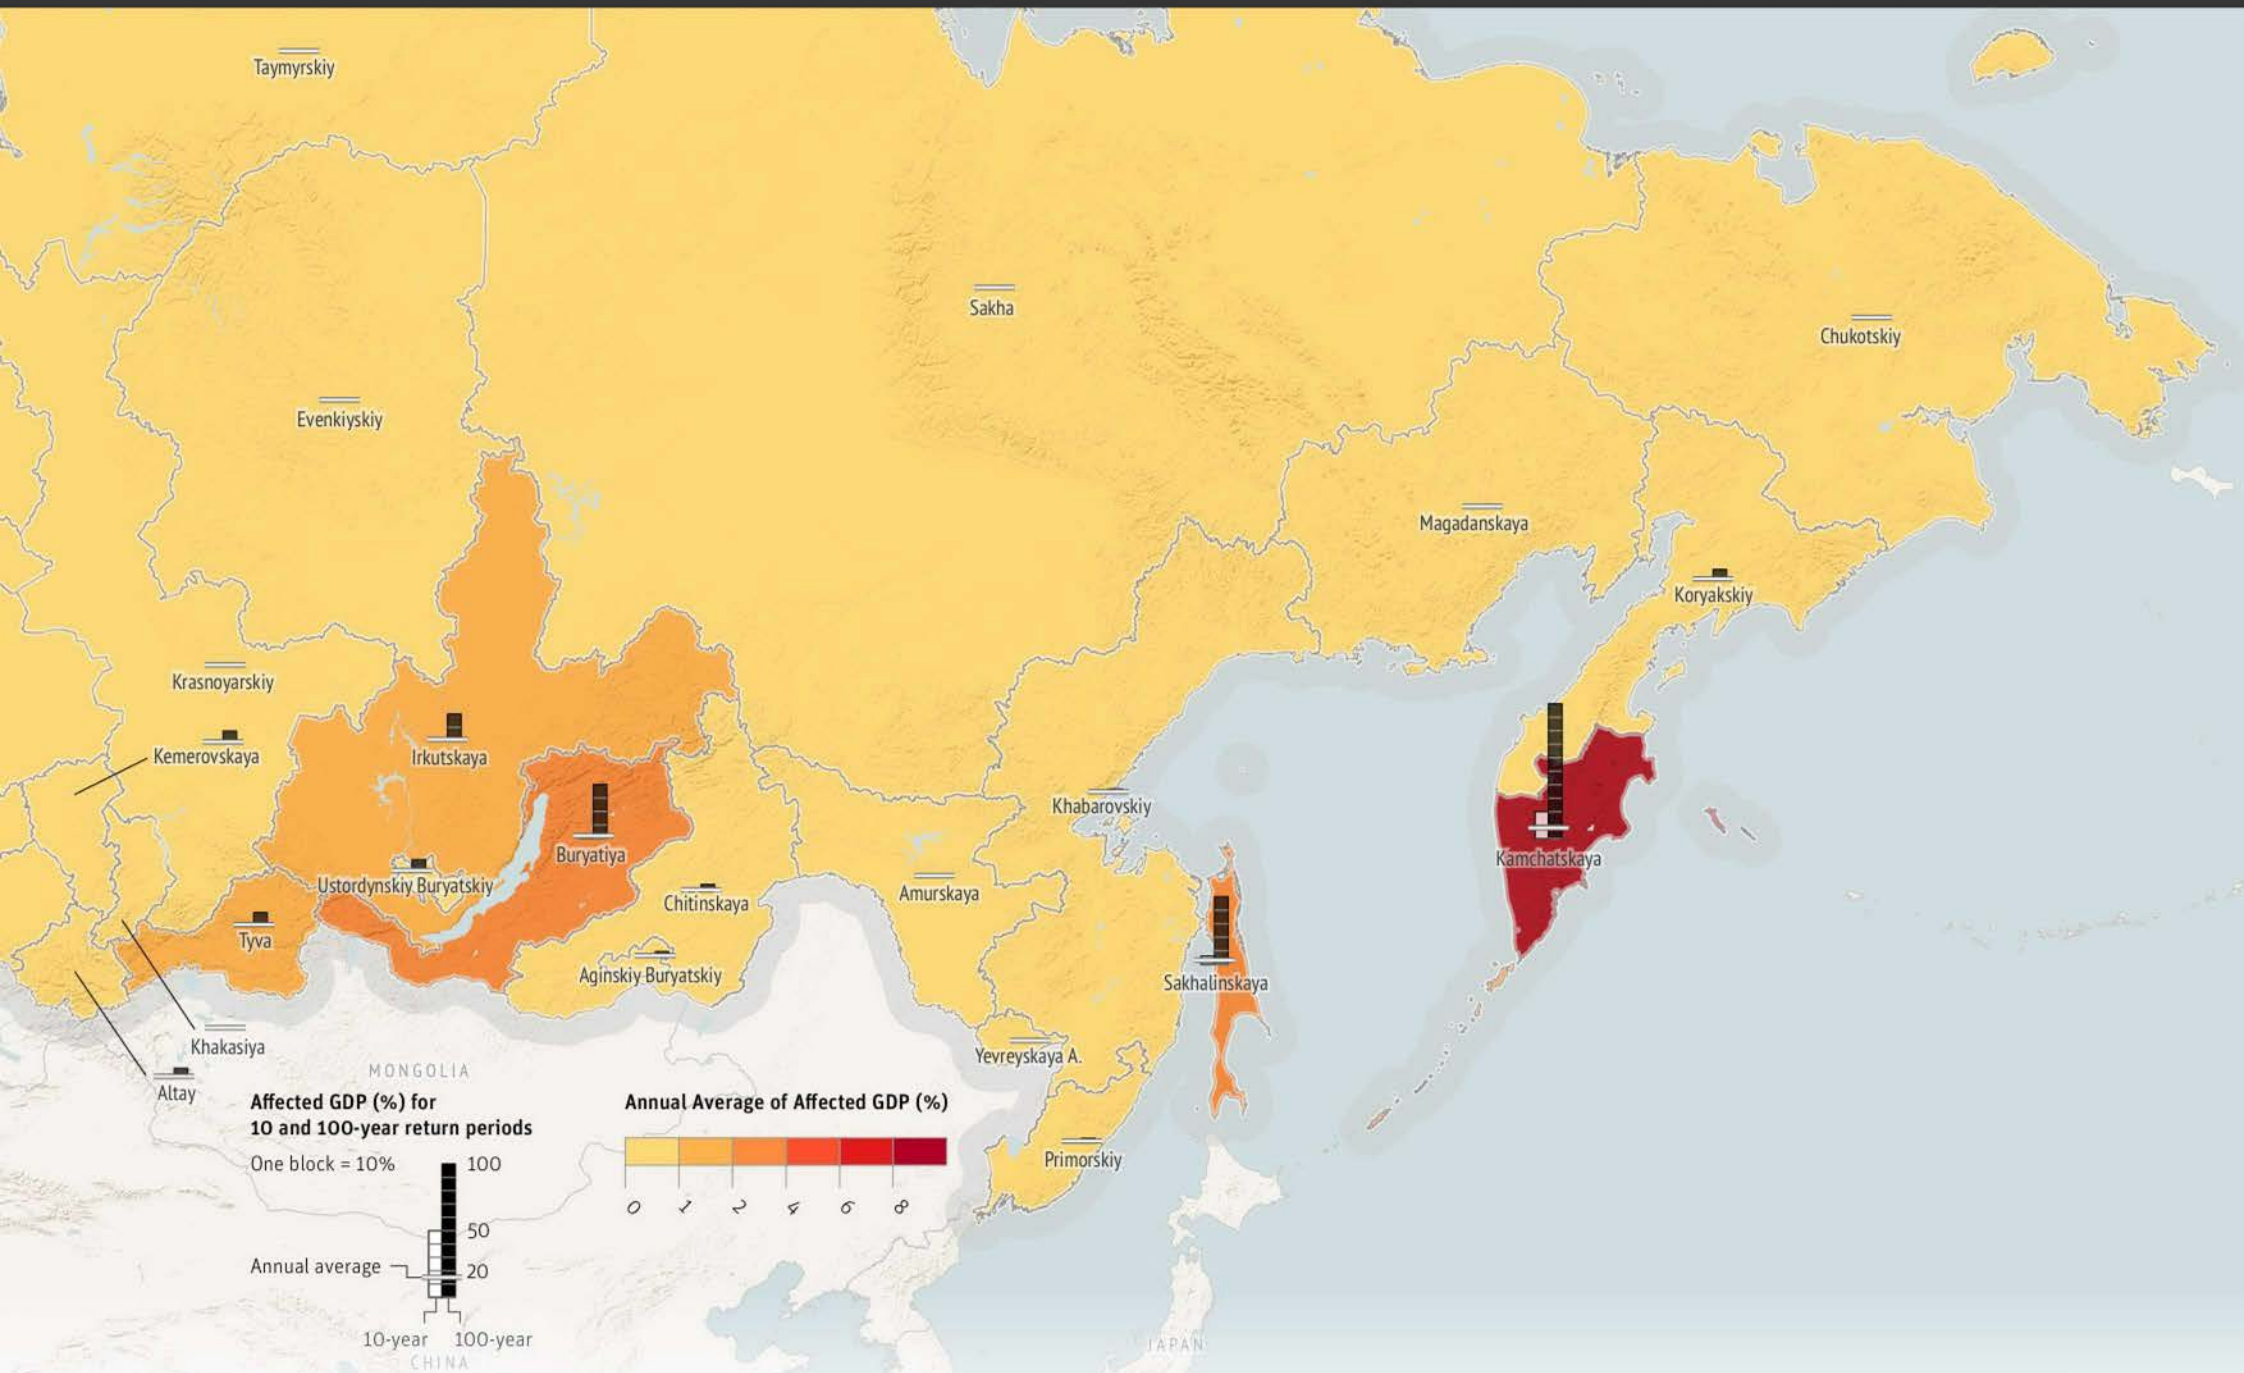 Taymyrskiy
Sakha
Chukotskiy
Evenkiyskiy
Magadanskaya
Koryakskiy
Krasnoyarskiy
Kemerovskaya
Irkutskaya
Khabarovskiy
Buryatiya
Kamchatskaya
Ustordynskiy Buryatskiy
Chitinskaya
Amurskaya
Tyva
Aginskiy Buryatskiy
Sakhalinskaya
Khakasiya
Yevreyskaya A.
MONGOLIA
Altay
Primorskiy
Affected GDP (%) for
10 and 100-year return periods
One block = 10%
100
50
Annual average
20
10-year 100-year
Annual Average of Affected GDP (%)
0 1 2 4 6 8
CHINA
JAPAN